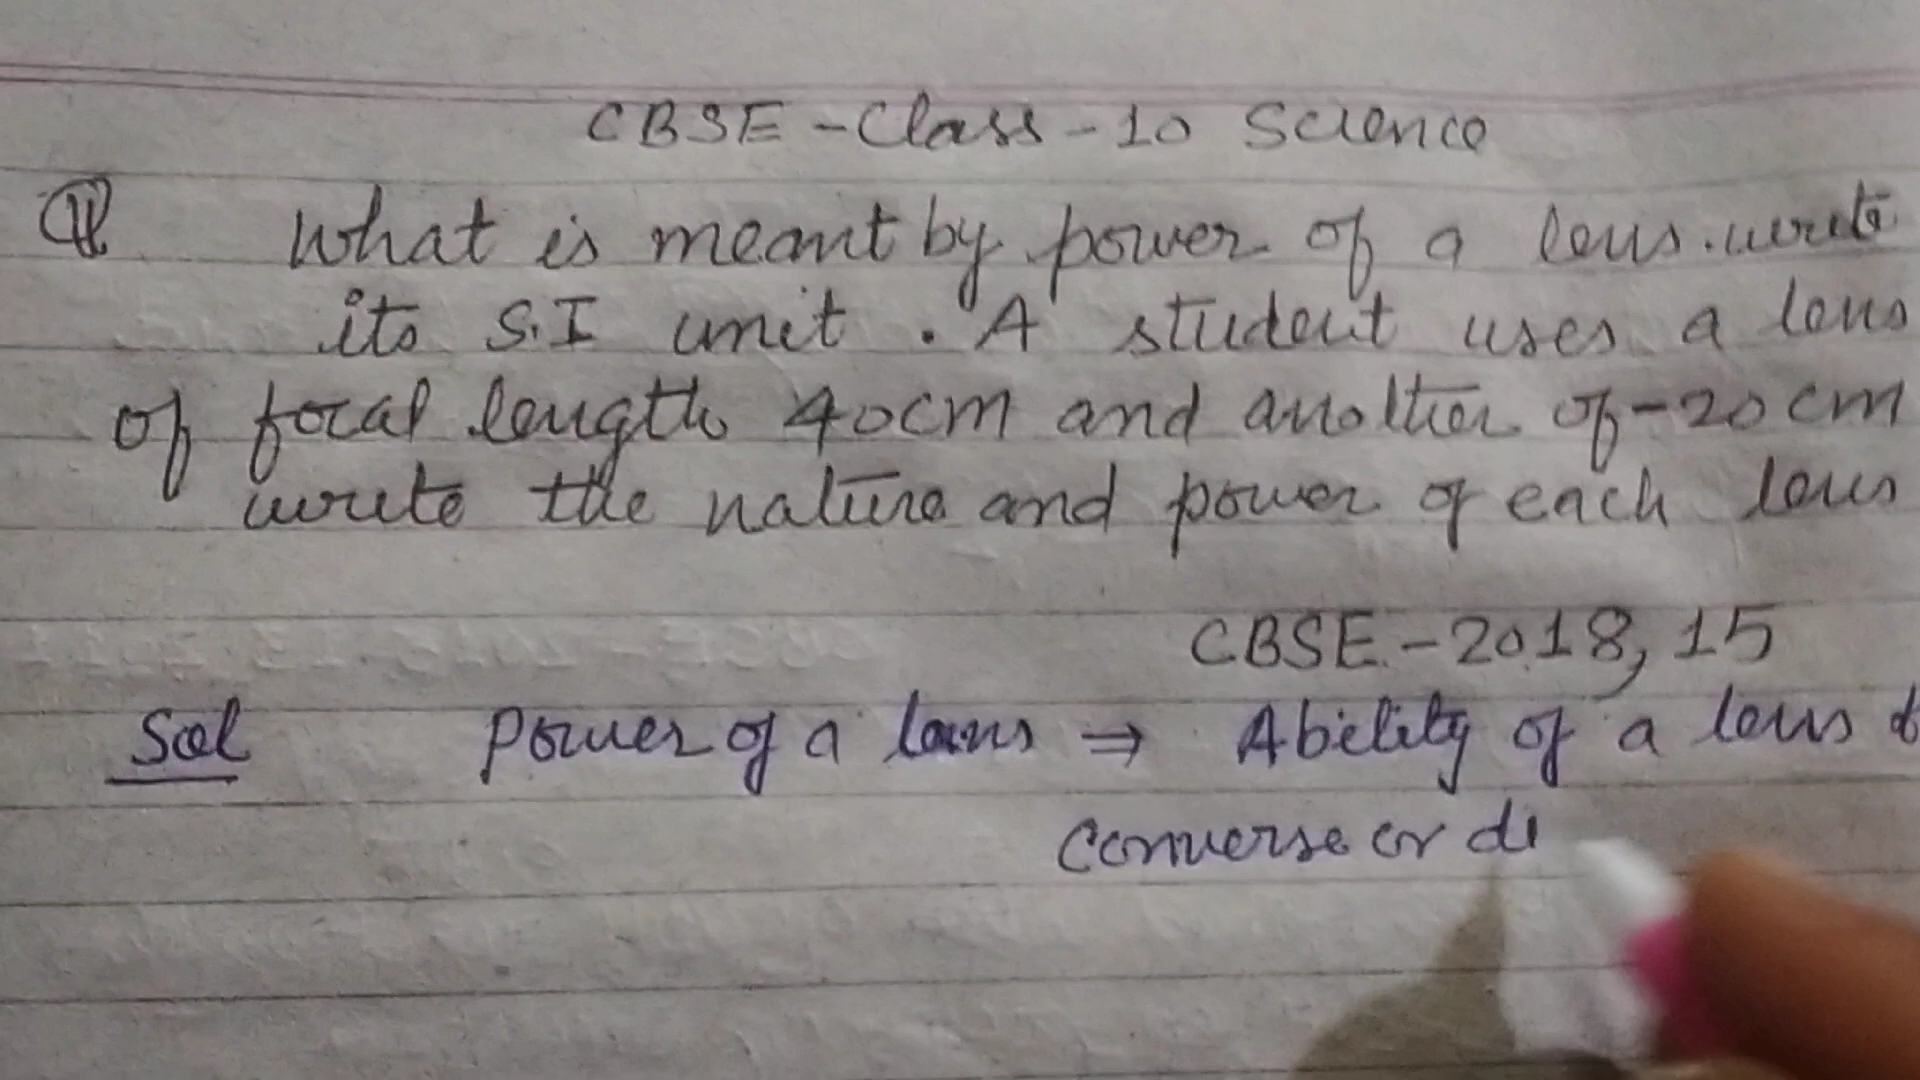 CBSE - Class - 10 Science
Q What is meant by power of a lens. write
its S.I unit. A student uses a lens
of focal length 40cm and another of -20cm
write the nature and power of each lens
CBSE - 2018, 15
Sol Power of a lens ⇒ Ability of a lens
Converse or di